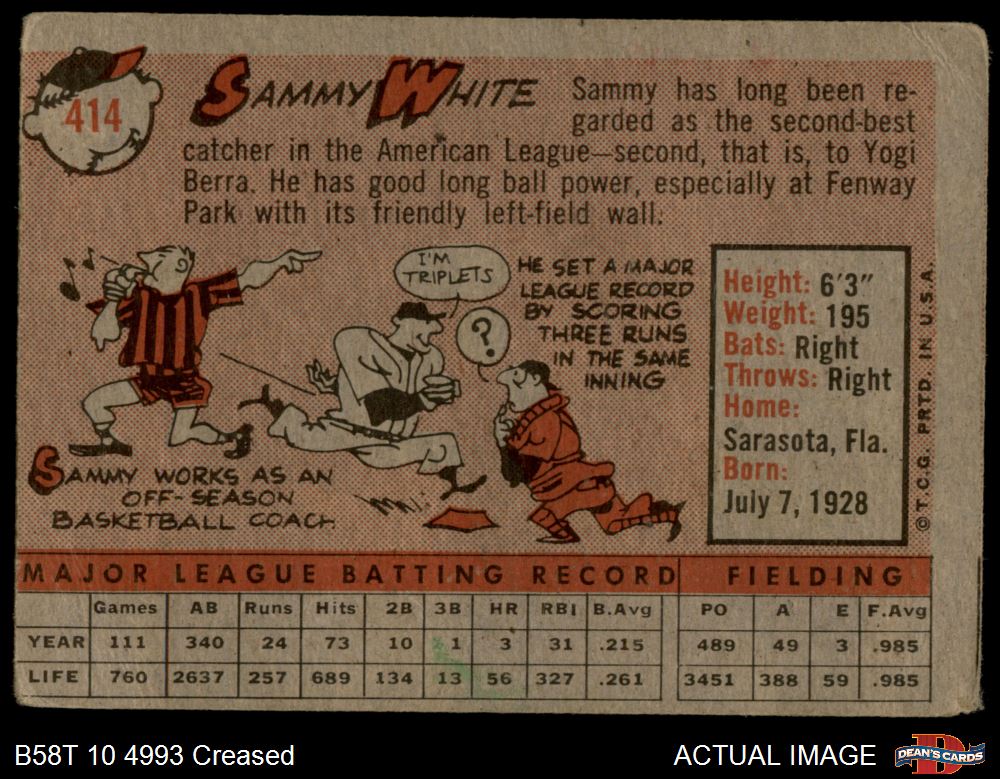 414
SAMMY WHITE
Sammy has long been re-
garded as the second-best
catcher in the American League—second, that is, to Yogi
Berra. He has good long ball power, especially at Fenway
Park with its friendly left-field wall.
I'M
TRIPLETS
?
HE SET A MAJOR
LEAGUE RECORD
BY SCORING
THREE RUNS
IN THE SAME
INNING
SAMMY WORKS AS AN
OFF-SEASON
BASKETBALL COACH
Height: 6'3"
Weight: 195
Bats: Right
Throws: Right
Home:
Sarasota, Fla.
Born:
July 7, 1928
© T.C.G. PRTD. IN U.S.A.
MAJOR LEAGUE BATTING RECORD FIELDING
Games AB Runs Hits 2B 3B HR RBI B.Avg PO A E F.Avg
YEAR 111 340 24 73 10 1 3 31 .215 489 49 3 .985
LIFE 760 2637 257 689 134 13 56 327 .261 3451 388 59 .985
B58T 10 4993 Creased
ACTUAL IMAGE
DEAN'S CARDS